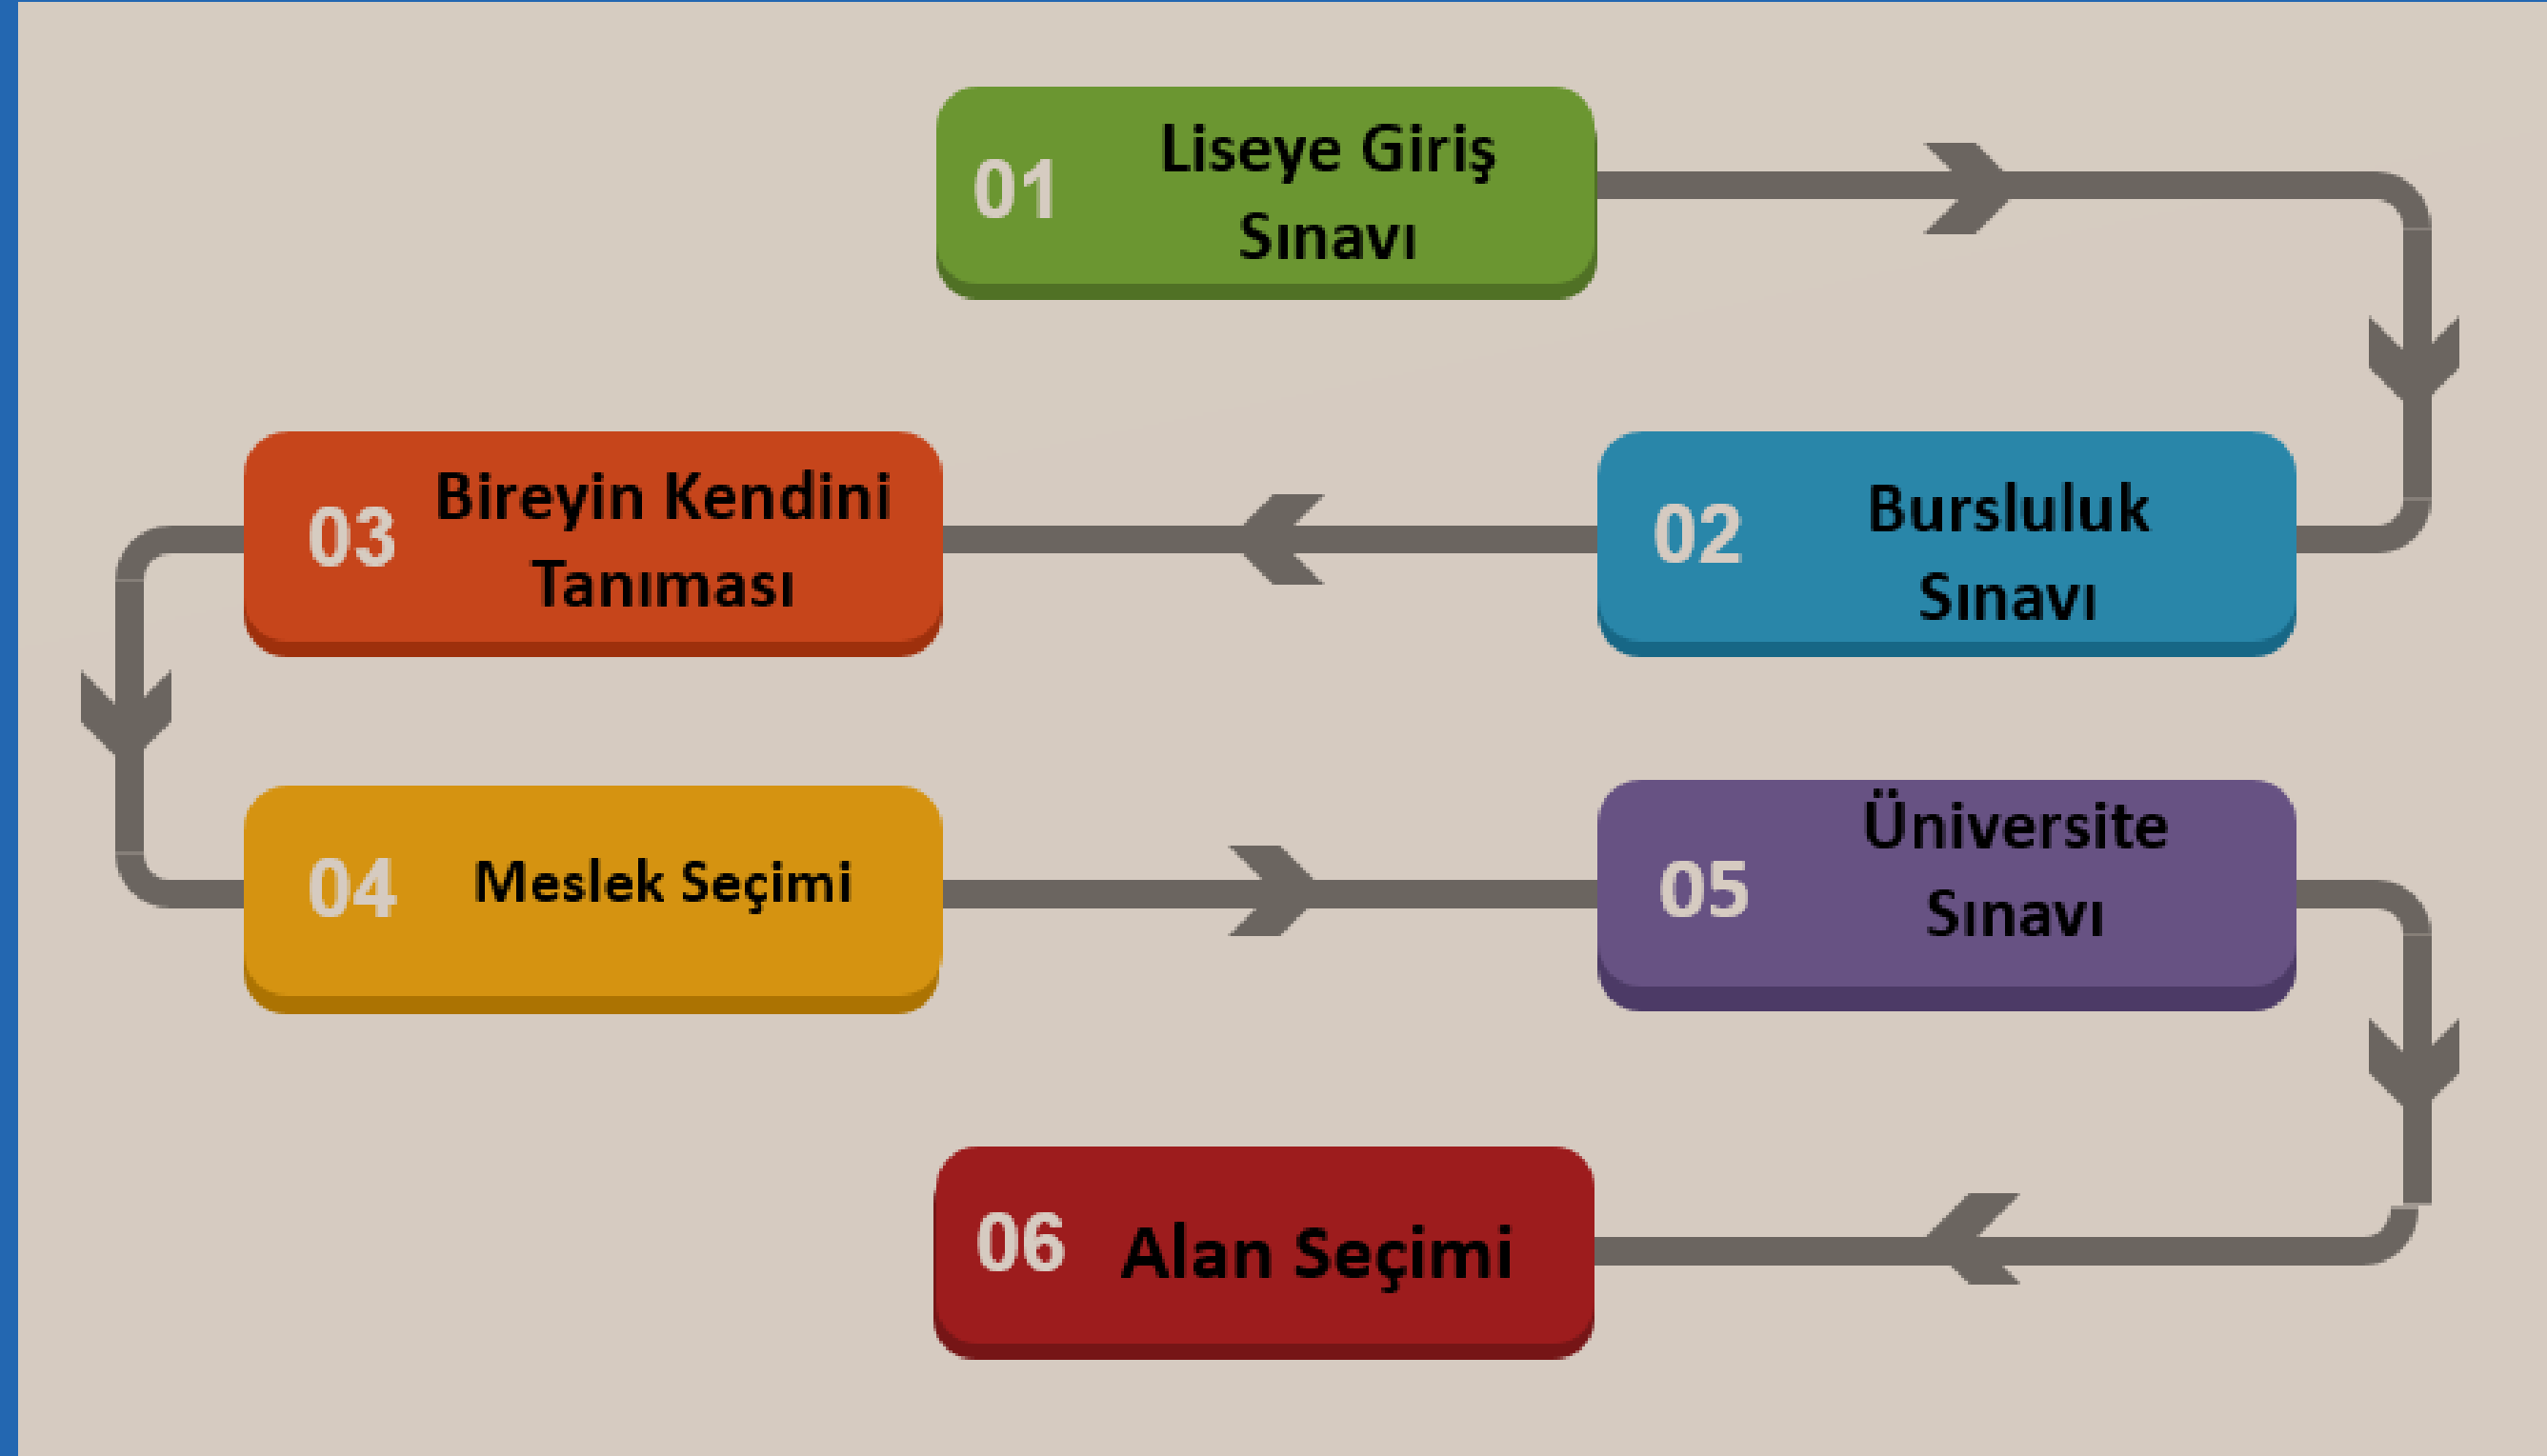 01
Liseye Giriş
Sınavı
02
Bursluluk
Sınavı
03
Bireyin Kendini
Tanıması
04
Meslek Seçimi
05
Üniversite
Sınavı
06
Alan Seçimi